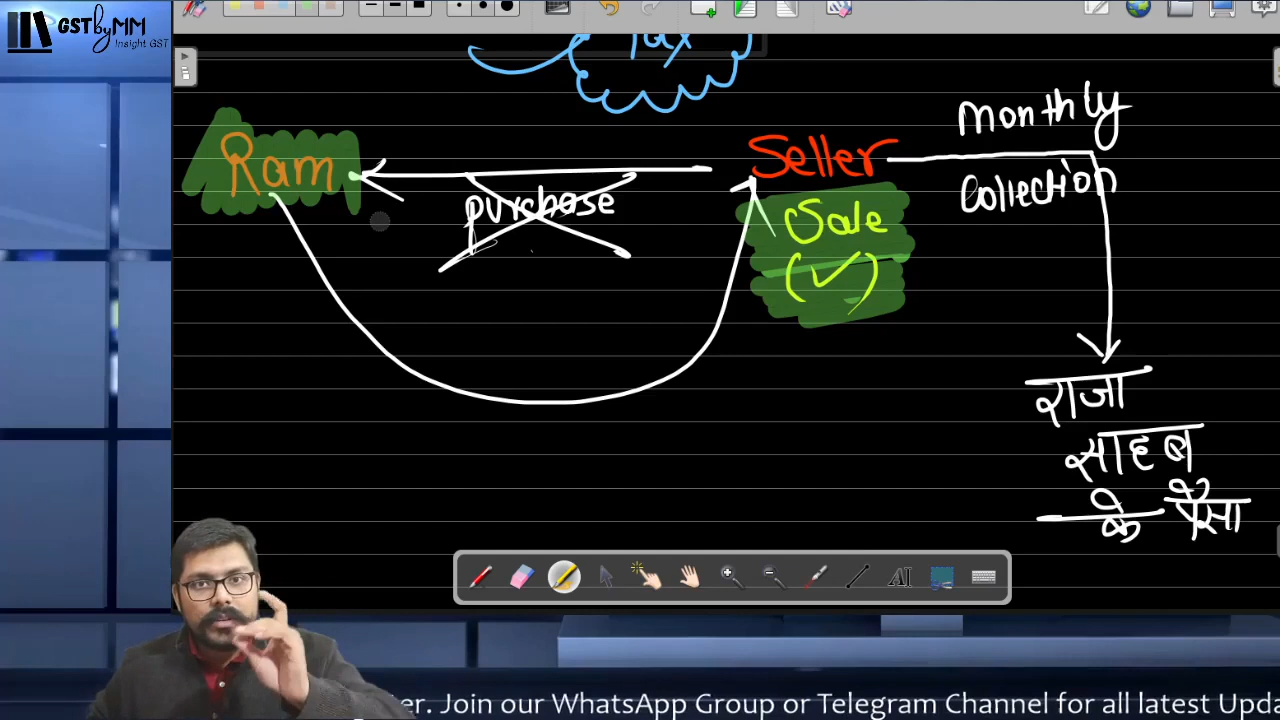 GSTbyMM
Insight GST
Tax
Monthly
Ram
Seller
purchase
Collection
Sale
(✓)
राजा
साहब
के पैसा
AI
er. Join our WhatsApp Group or Telegram Channel for all latest Upda